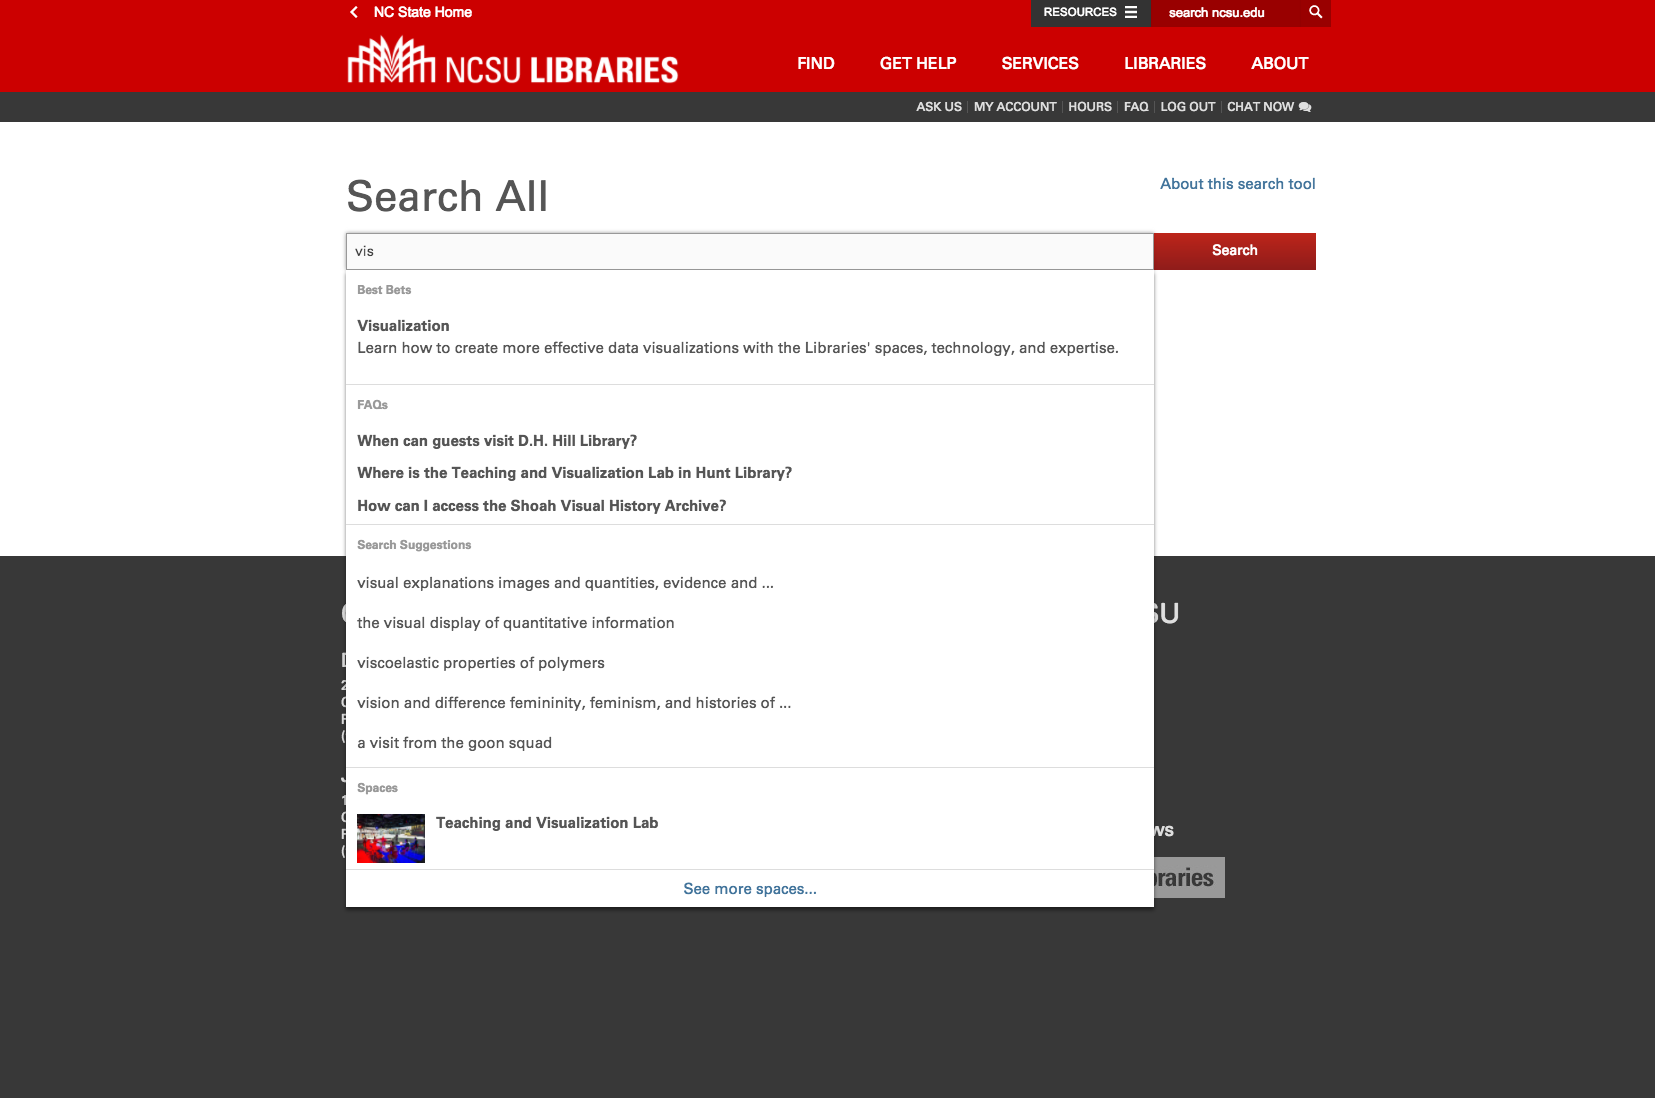 NC State Home
RESOURCES
search ncsu.edu
NCSU LIBRARIES
FIND
GET HELP
SERVICES
LIBRARIES
ABOUT
ASK US
MY ACCOUNT
HOURS
FAQ
LOG OUT
CHAT NOW
Search All
About this search tool
vis
Search
Best Bets
Visualization
Learn how to create more effective data visualizations with the Libraries' spaces, technology, and expertise.
FAQs
When can guests visit D.H. Hill Library?
Where is the Teaching and Visualization Lab in Hunt Library?
How can I access the Shoah Visual History Archive?
Search Suggestions
visual explanations images and quantities, evidence and ...
the visual display of quantitative information
viscoelastic properties of polymers
vision and difference femininity, feminism, and histories of ...
a visit from the goon squad
Spaces
Teaching and Visualization Lab
See more spaces...